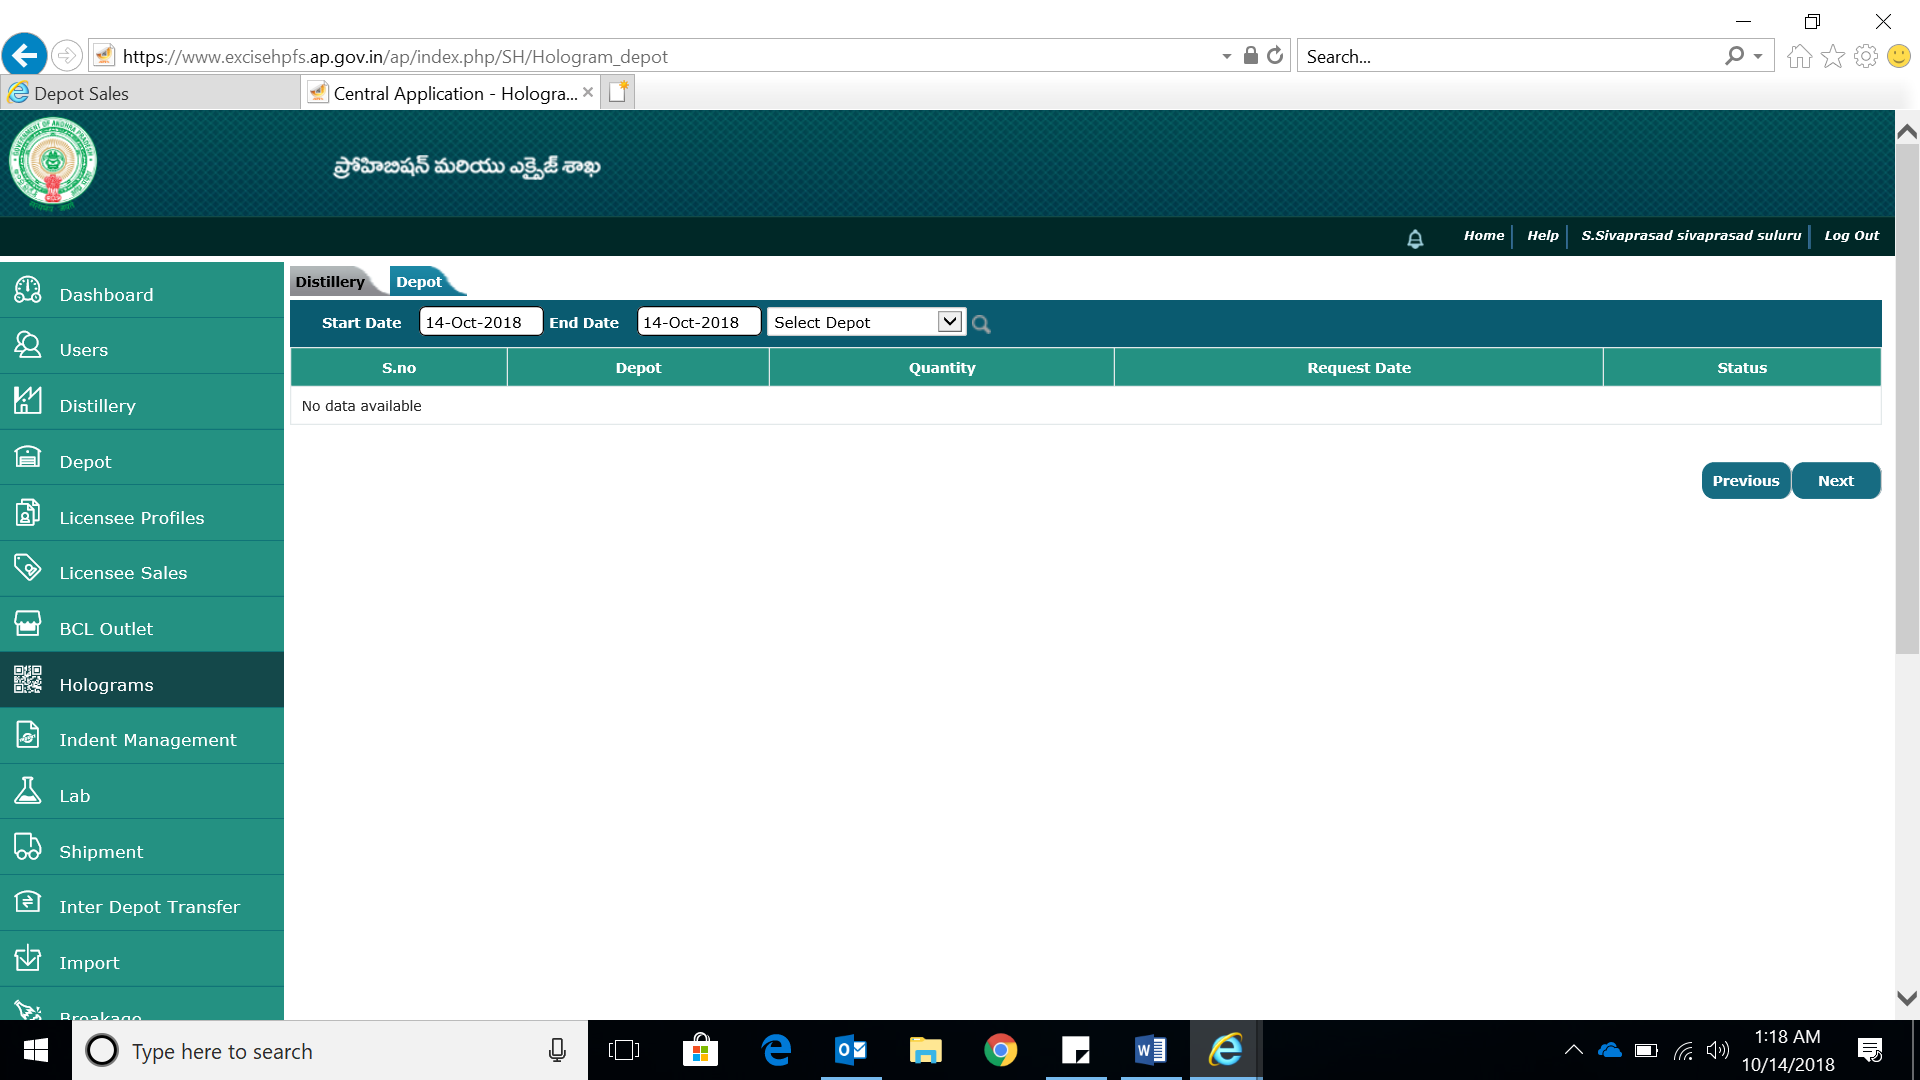 https://www.excisehpfs.ap.gov.in/ap/index.php/SH/Hologram_depot
Search...
Depot Sales
Central Application - Hologra...
ప్రోహిబిషన్ మరియు ఎక్సైజ్ శాఖ
Home
Help
S.Sivaprasad sivaprasad suluru
Log Out
Dashboard
Users
Distillery
Depot
Licensee Profiles
Licensee Sales
BCL Outlet
Holograms
Indent Management
Lab
Shipment
Inter Depot Transfer
Import
Breakage
Distillery
Depot
Start Date 14-Oct-2018 End Date 14-Oct-2018 Select Depot
S.no Depot Quantity Request Date Status
No data available
Previous Next
Type here to search
1:18 AM
10/14/2018